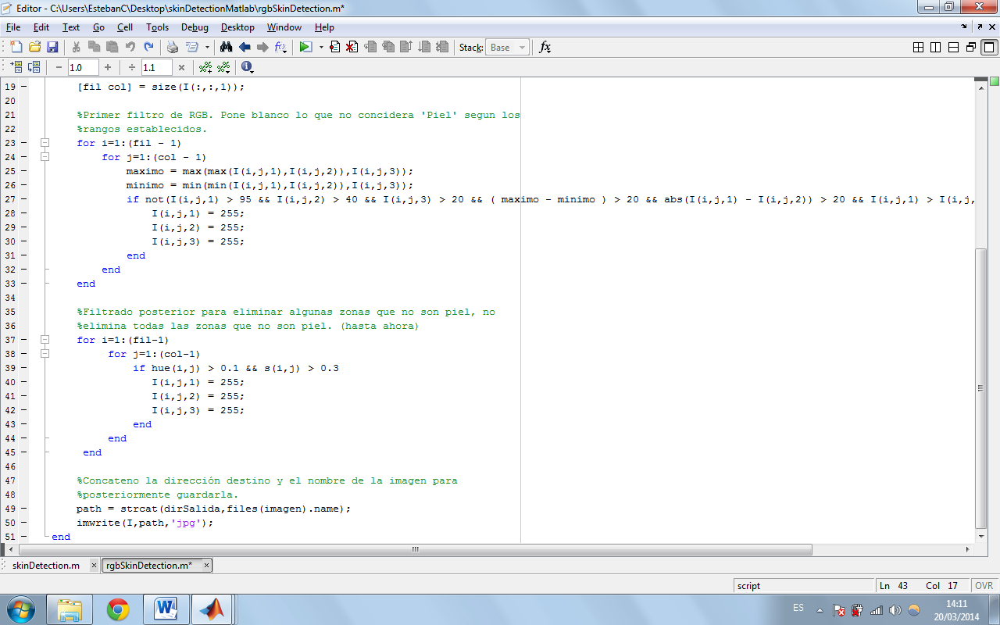 Editor - C:\Users\EstebanC\Desktop\skinDetectionMatlab\rgbSkinDetection.m*
File Edit Text Go Cell Tools Debug Desktop Window Help
Stack: Base fx
− 1.0 + ÷ 1.1 ×
19 [fil col] = size(I(:,:,1));
20
21 %Primer filtro de RGB. Pone blanco lo que no concidera 'Piel' segun los
22 %rangos establecidos.
23 for i=1:(fil - 1)
24 for j=1:(col - 1)
25 maximo = max(max(I(i,j,1),I(i,j,2)),I(i,j,3));
26 minimo = min(min(I(i,j,1),I(i,j,2)),I(i,j,3));
27 if not(I(i,j,1) > 95 && I(i,j,2) > 40 && I(i,j,3) > 20 && ( maximo - minimo ) > 20 && abs(I(i,j,1) - I(i,j,2)) > 20 && I(i,j,1) > I(i,j,
28 I(i,j,1) = 255;
29 I(i,j,2) = 255;
30 I(i,j,3) = 255;
31 end
32 end
33 end
34
35 %Filtrado posterior para eliminar algunas zonas que no son piel, no
36 %elimina todas las zonas que no son piel. (hasta ahora)
37 for i=1:(fil-1)
38 for j=1:(col-1)
39 if hue(i,j) > 0.1 && s(i,j) > 0.3
40 I(i,j,1) = 255;
41 I(i,j,2) = 255;
42 I(i,j,3) = 255;
43 end
44 end
45 end
46
47 %Concateno la dirección destino y el nombre de la imagen para
48 %posteriormente guardarla.
49 path = strcat(dirSalida,files(imagen).name);
50 imwrite(I,path,'jpg');
51 end
skinDetection.m × rgbSkinDetection.m* ×
script Ln 43 Col 17 OVR
ES 14:11
20/03/2014